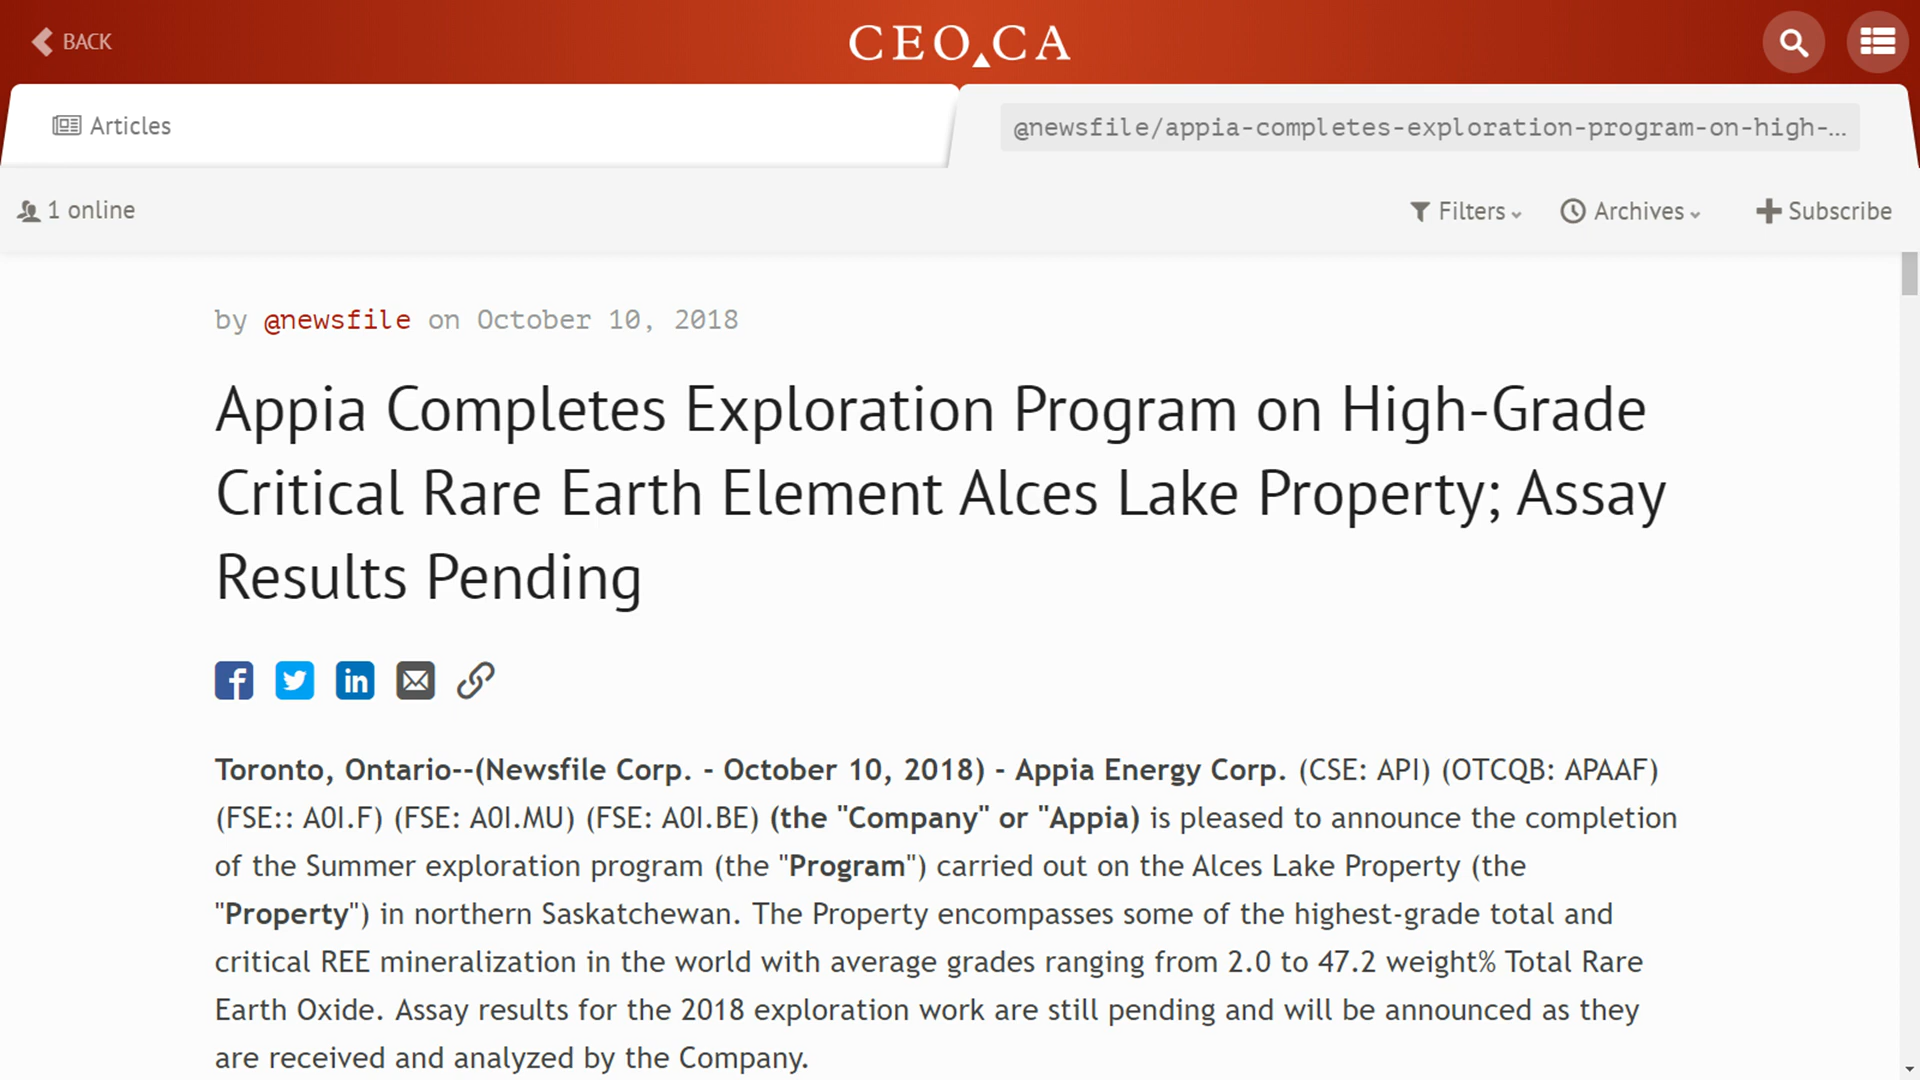 BACK
CEO.CA
Articles
@newsfile/appia-completes-exploration-program-on-high-...
1 online
Filters
Archives
Subscribe
by @newsfile on October 10, 2018
Appia Completes Exploration Program on High-Grade
Critical Rare Earth Element Alces Lake Property; Assay
Results Pending
Toronto, Ontario--(Newsfile Corp. - October 10, 2018) - Appia Energy Corp. (CSE: API) (OTCQB: APAAF)
(FSE:: A0I.F) (FSE: A0I.MU) (FSE: A0I.BE) (the "Company" or "Appia) is pleased to announce the completion
of the Summer exploration program (the "Program") carried out on the Alces Lake Property (the
"Property") in northern Saskatchewan. The Property encompasses some of the highest-grade total and
critical REE mineralization in the world with average grades ranging from 2.0 to 47.2 weight% Total Rare
Earth Oxide. Assay results for the 2018 exploration work are still pending and will be announced as they
are received and analyzed by the Company.